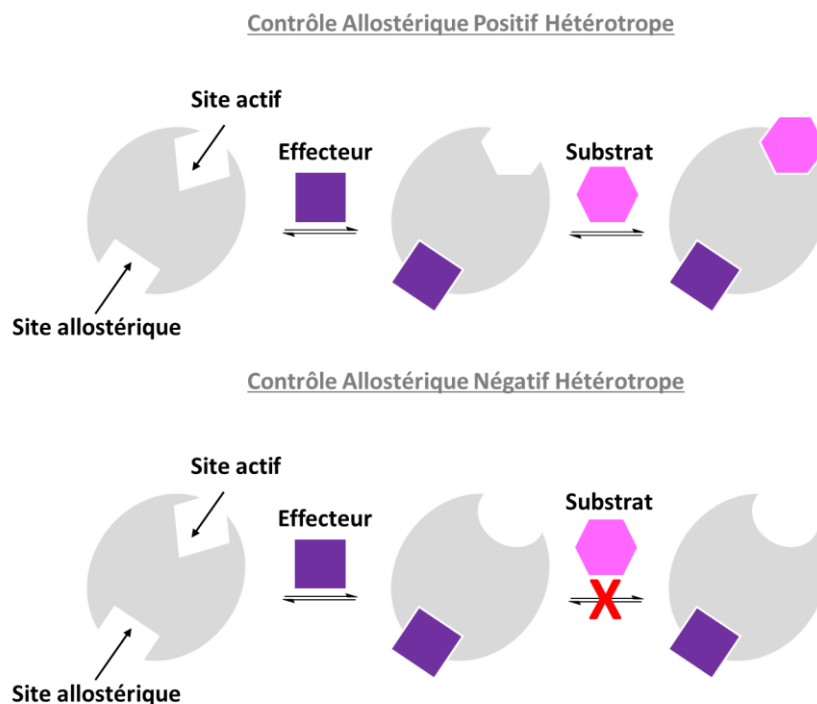 Contrôle Allostérique Positif Hétérotrope
Site actif
Effecteur
Substrat
Site allostérique
Contrôle Allostérique Négatif Hétérotrope
Site actif
Effecteur
Substrat
X
Site allostérique